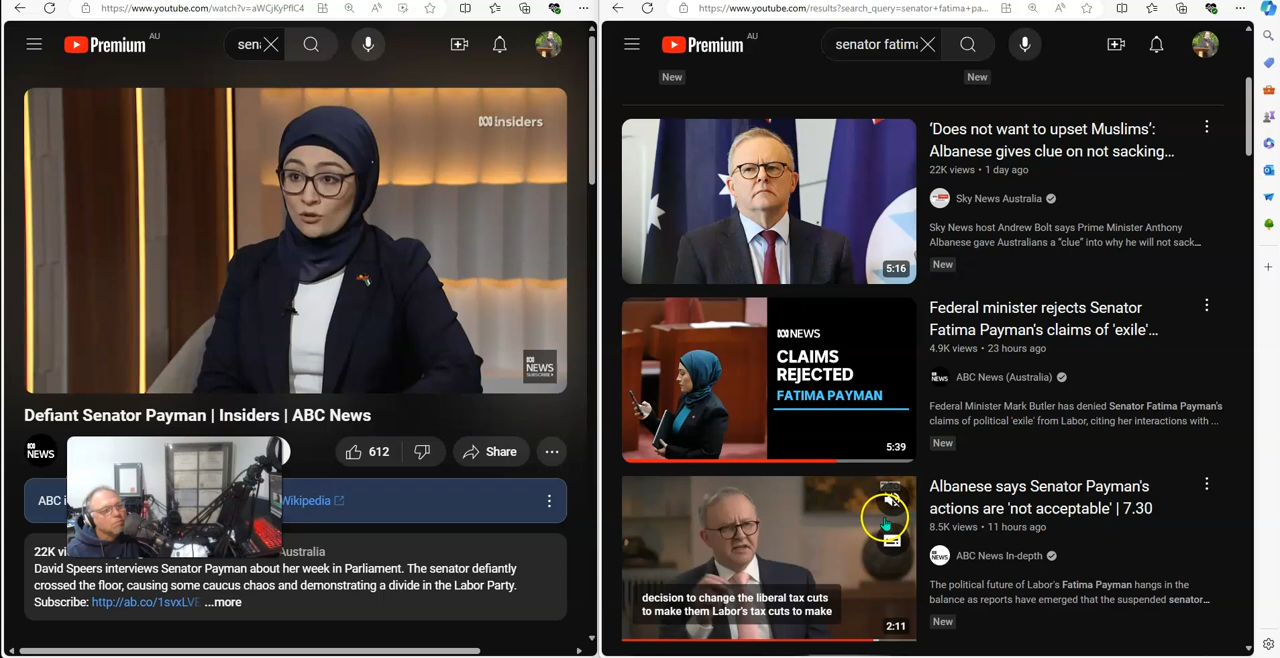 https://www.youtube.com/watch?v=aWCjKyPflC4
https://www.youtube.com/results?search_query=senator+fatima+pa...
Premium AU
sen
Premium AU
senator fatima
New
New
insiders
NEWS
SUBSCRIBE
Defiant Senator Payman | Insiders | ABC News
NEWS
612
Share
ABC i
Wikipedia
22K vi
Australia
David Speers interviews Senator Payman about her week in Parliament. The senator defiantly
crossed the floor, causing some caucus chaos and demonstrating a divide in the Labor Party.
Subscribe: http://ab.co/1svxLVE ...more
5:16
‘Does not want to upset Muslims’:
Albanese gives clue on not sacking...
22K views • 1 day ago
Sky News Australia
Sky News host Andrew Bolt says Prime Minister Anthony
Albanese gave Australians a “clue” into why he will not sack...
New
NEWS
CLAIMS
REJECTED
FATIMA PAYMAN
5:39
Federal minister rejects Senator
Fatima Payman's claims of 'exile'...
4.9K views • 23 hours ago
NEWS
ABC News (Australia)
Federal Minister Mark Butler has denied Senator Fatima Payman's
claims of political 'exile' from Labor, citing her interactions with ...
New
decision to change the liberal tax cuts
to make them Labor's tax cuts to make
2:11
Albanese says Senator Payman's
actions are 'not acceptable' | 7.30
8.5K views • 11 hours ago
NEWS
ABC News In-depth
The political future of Labor's Fatima Payman hangs in the
balance as reports have emerged that the suspended senator...
New